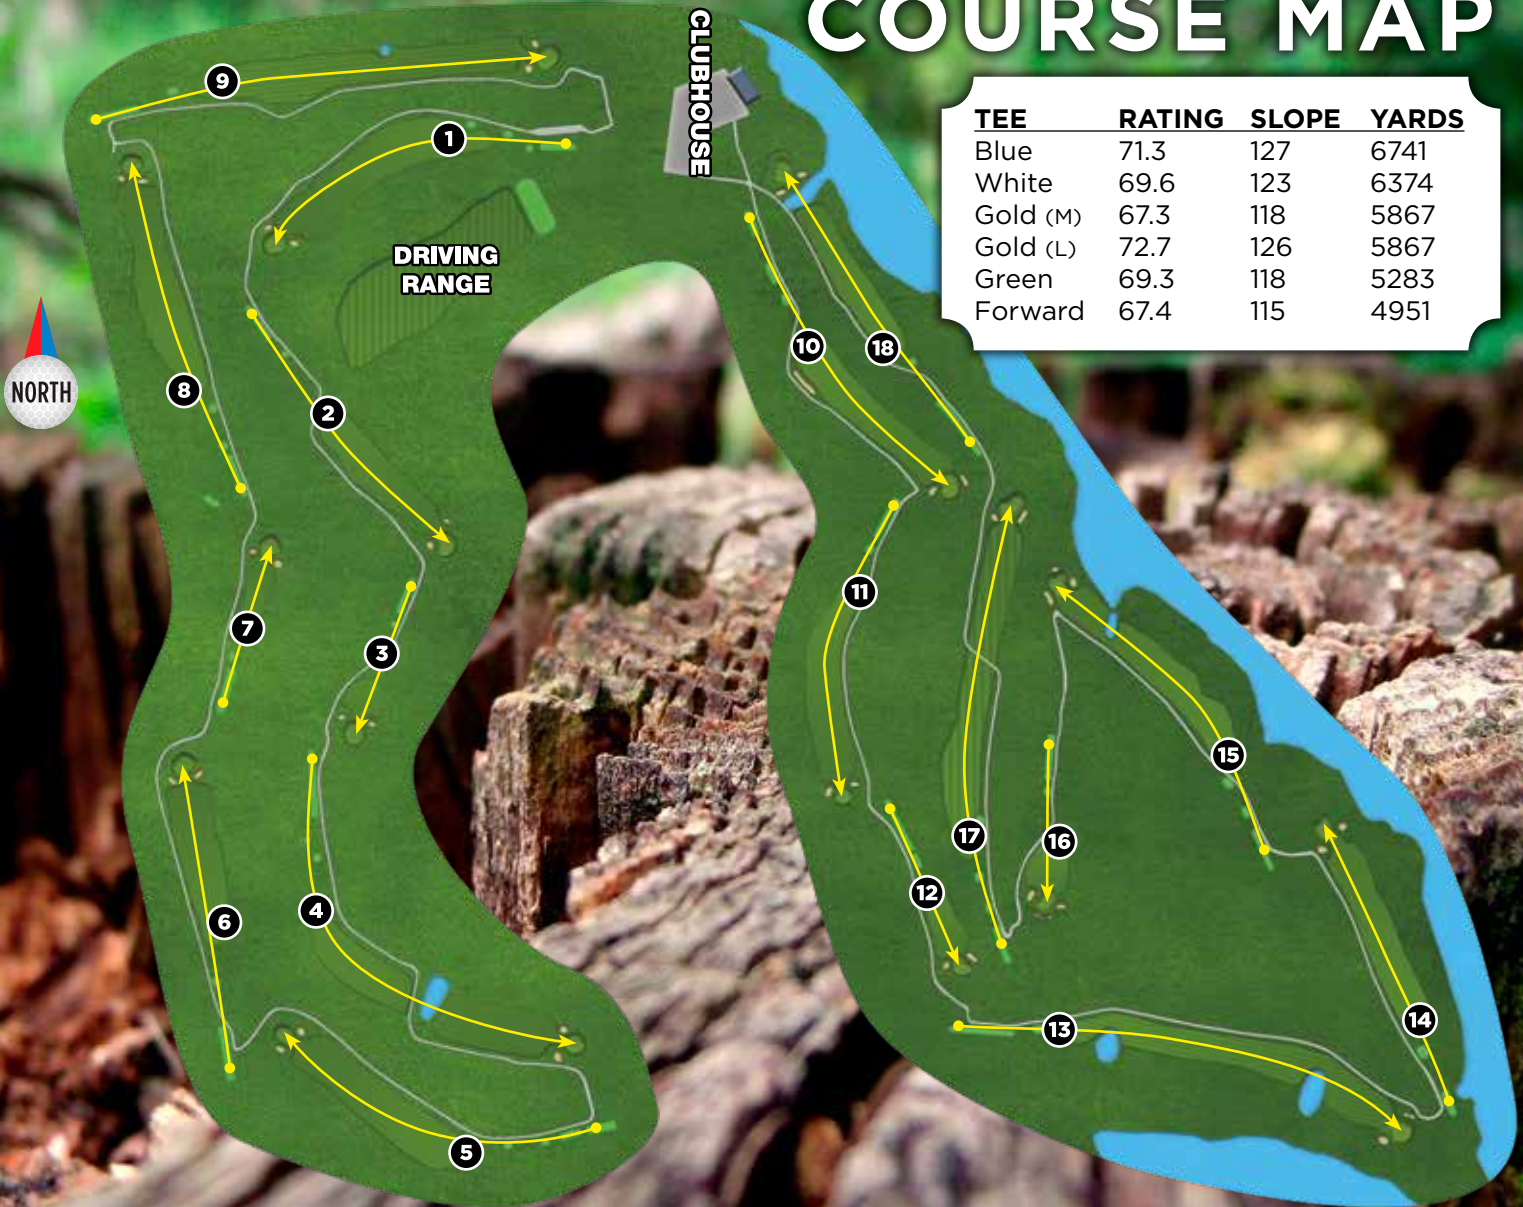 COURSE MAP
TEE RATING SLOPE YARDS
Blue 71.3 127 6741
White 69.6 123 6374
Gold (M) 67.3 118 5867
Gold (L) 72.7 126 5867
Green 69.3 118 5283
Forward 67.4 115 4951
CLUBHOUSE
DRIVING
RANGE
NORTH
9
1
8
2
7
3
6
4
5
10
18
11
17
16
15
12
13
14